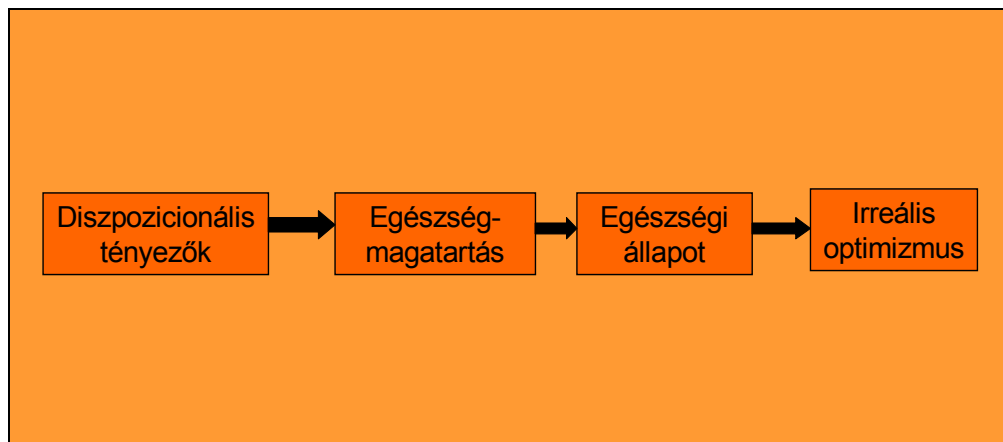 Diszpozicionális
tényezők
Egészség-
magatartás
Egészségi
állapot
Irreális
optimizmus